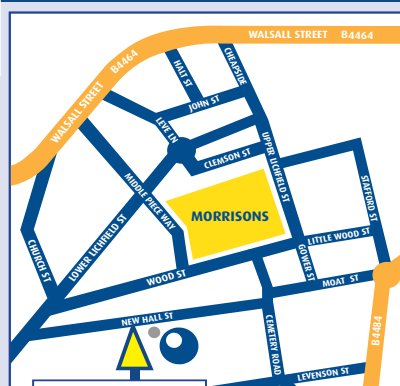 WALSALL STREET B4464
B4464
WALSALL STREET
HALT ST
CHEAPSIDE
JOHN ST
LEVE LN
CLEMSON ST
UPPER LICHFIELD ST
STAFFORD ST
MIDDLE PIECE WAY
MORRISONS
LOWER LICHFIELD ST
CHURCH ST
WOOD ST
LITTLE WOOD ST
GOWER ST
MOAT ST
NEW HALL ST
CEMETERY ROAD
B4484
LEVENSON ST